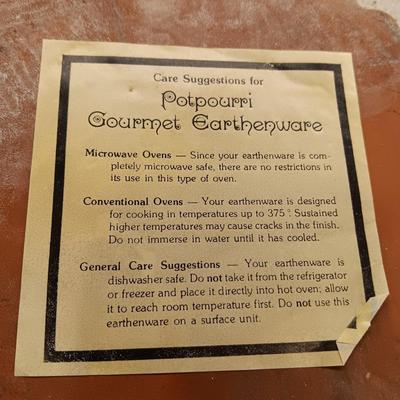 Care Suggestions for
Potpourri
Gourmet Earthenware
Microwave Ovens — Since your earthenware is com-
pletely microwave safe, there are no restrictions in
its use in this type of oven.
Conventional Ovens — Your earthenware is designed
for cooking in temperatures up to 375°. Sustained
higher temperatures may cause cracks in the finish.
Do not immerse in water until it has cooled.
General Care Suggestions — Your earthenware is
dishwasher safe. Do not take it from the refrigerator
or freezer and place it directly into hot oven; allow
it to reach room temperature first. Do not use this
earthenware on a surface unit.